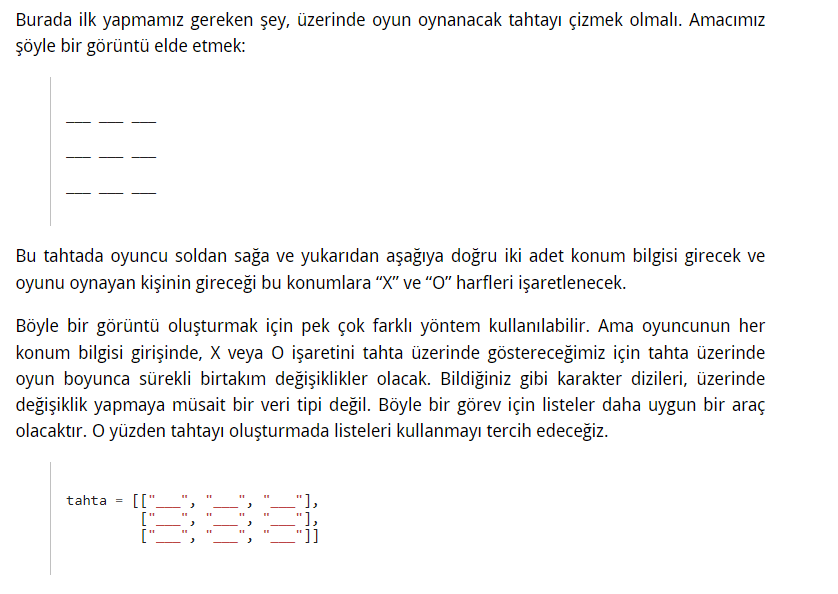 Burada ilk yapmamız gereken şey, üzerinde oyun oynanacak tahtayı çizmek olmalı. Amacımız
şöyle bir görüntü elde etmek:
___ ___ ___
___ ___ ___
___ ___ ___
Bu tahtada oyuncu soldan sağa ve yukarıdan aşağıya doğru iki adet konum bilgisi girecek ve
oyunu oynayan kişinin gireceği bu konumlara “X” ve “O” harfleri işaretlenecek.
Böyle bir görüntü oluşturmak için pek çok farklı yöntem kullanılabilir. Ama oyuncunun her
konum bilgisi girişinde, X veya O işaretini tahta üzerinde göstereceğimiz için tahta üzerinde
oyun boyunca sürekli birtakım değişiklikler olacak. Bildiğiniz gibi karakter dizileri, üzerinde
değişiklik yapmaya müsait bir veri tipi değil. Böyle bir görev için listeler daha uygun bir araç
olacaktır. O yüzden tahtayı oluşturmada listeleri kullanmayı tercih edeceğiz.
tahta = [["___", "___", "___"],
["___", "___", "___"],
["___", "___", "___"]]